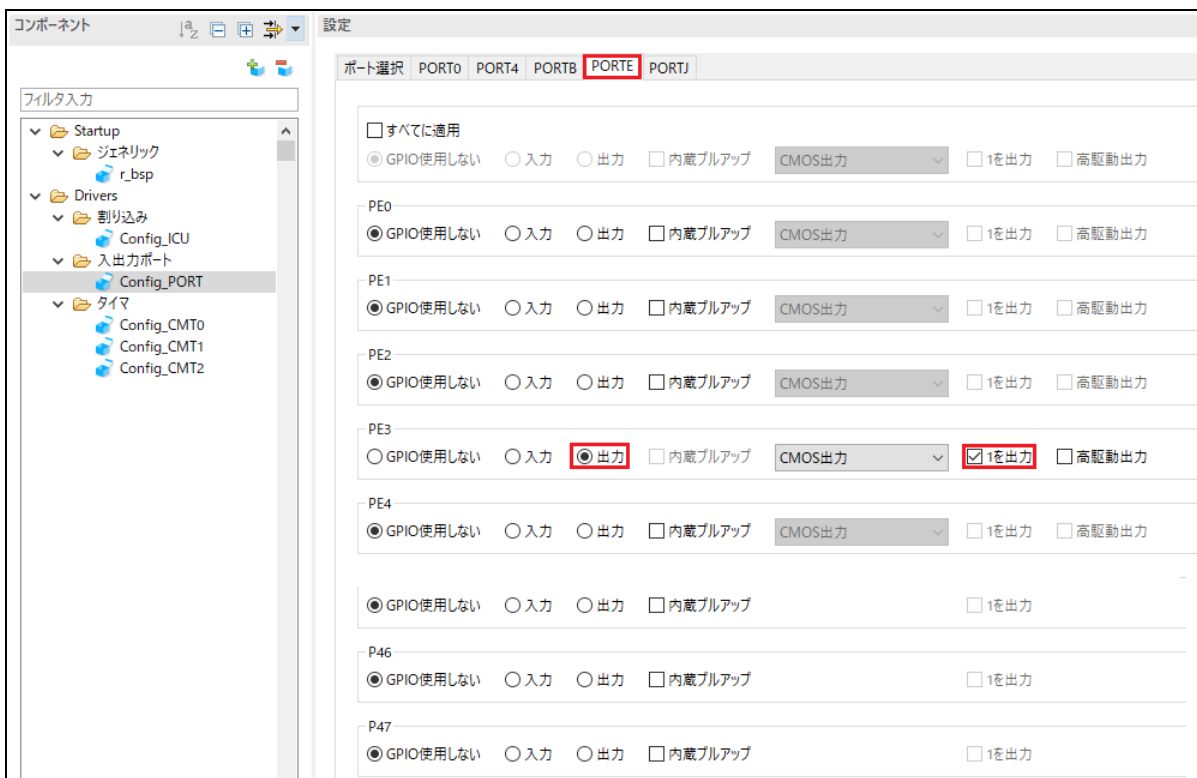 コンポーネント
設定
フィルタ入力
Startup
ジェネリック
r_bsp
Drivers
割り込み
Config_ICU
入出力ポート
Config_PORT
タイマ
Config_CMT0
Config_CMT1
Config_CMT2
ポート選択 PORT0 PORT4 PORTB PORTE PORTJ
すべてに適用
GPIO使用しない 入力 出力 内蔵プルアップ CMOS出力 1を出力 高駆動出力
PE0
GPIO使用しない 入力 出力 内蔵プルアップ CMOS出力 1を出力 高駆動出力
PE1
GPIO使用しない 入力 出力 内蔵プルアップ CMOS出力 1を出力 高駆動出力
PE2
GPIO使用しない 入力 出力 内蔵プルアップ CMOS出力 1を出力 高駆動出力
PE3
GPIO使用しない 入力 出力 内蔵プルアップ CMOS出力 1を出力 高駆動出力
PE4
GPIO使用しない 入力 出力 内蔵プルアップ CMOS出力 1を出力 高駆動出力
GPIO使用しない 入力 出力 内蔵プルアップ 1を出力
P46
GPIO使用しない 入力 出力 内蔵プルアップ 1を出力
P47
GPIO使用しない 入力 出力 内蔵プルアップ 1を出力